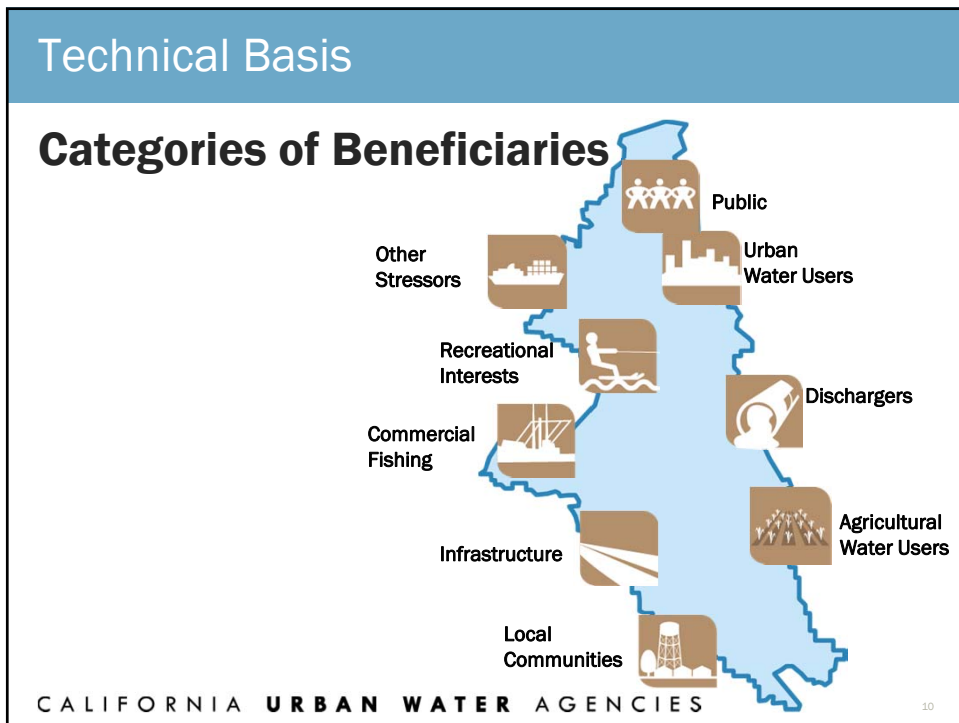 Technical Basis
Categories of Beneficiaries
Public
Other
Stressors
Urban
Water Users
Recreational
Interests
Dischargers
Commercial
Fishing
Agricultural
Water Users
Infrastructure
Local
Communities
CALIFORNIA URBAN WATER AGENCIES
10